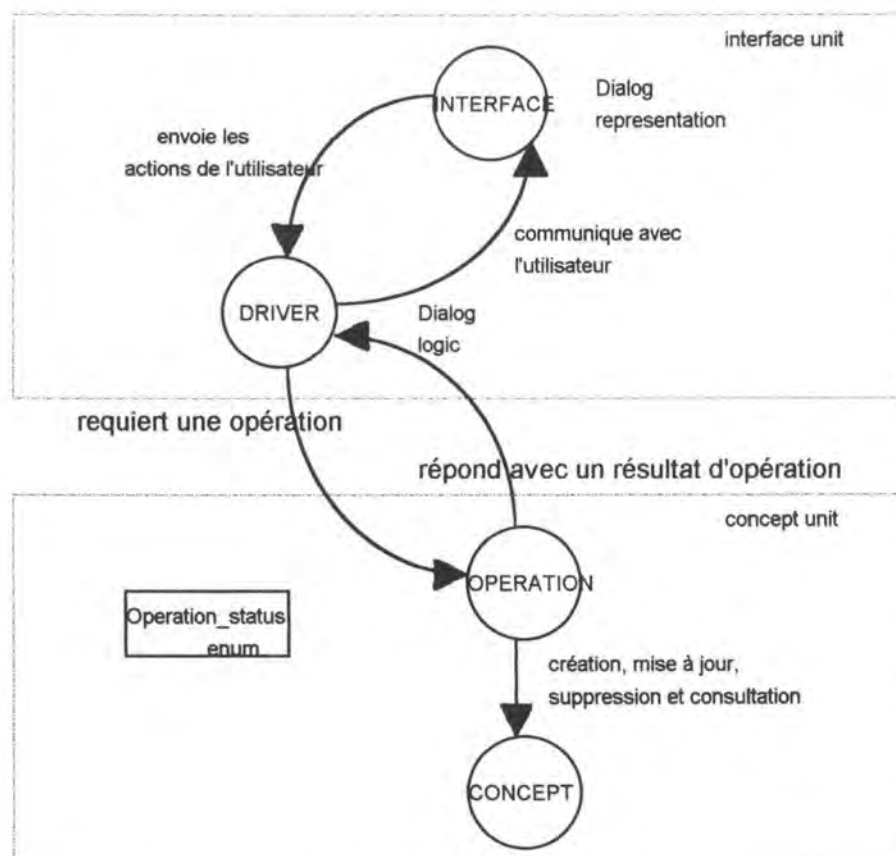 interface unit
INTERFACE
Dialog
representation
envoie les
actions de l'utilisateur
communique avec
l'utilisateur
DRIVER
Dialog
logic
requiert une opération
répond avec un résultat d'opération
concept unit
OPERATION
Operation_status
enum
création, mise à jour,
suppression et consultation
CONCEPT